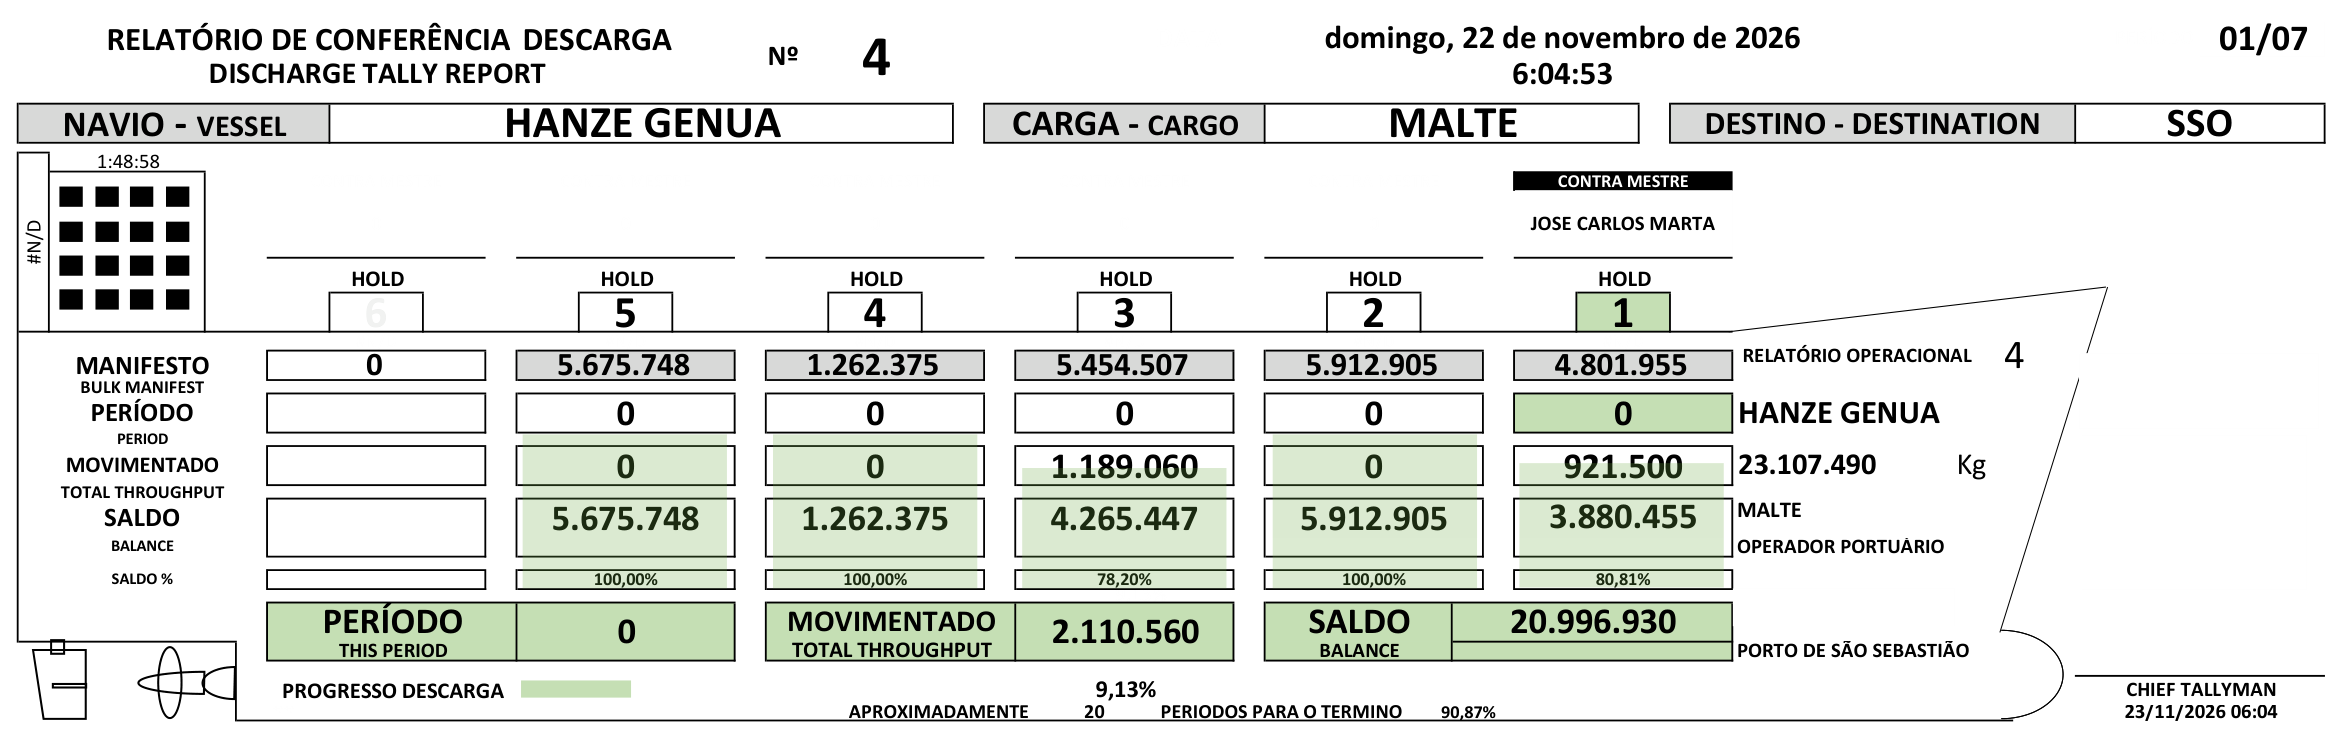 RELATÓRIO DE CONFERÊNCIA DESCARGA
DISCHARGE TALLY REPORT
Nº 4
domingo, 22 de novembro de 2026
6:04:53
01/07
NAVIO - VESSEL HANZE GENUA CARGA - CARGO MALTE DESTINO - DESTINATION SSO
1:48:58
#N/D
CONTRA MESTRE
JOSE CARLOS MARTA
HOLD HOLD HOLD HOLD HOLD HOLD
6 5 4 3 2 1
MANIFESTO 0 5.675.748 1.262.375 5.454.507 5.912.905 4.801.955 RELATÓRIO OPERACIONAL 4
BULK MANIFEST
PERÍODO 0 0 0 0 0 HANZE GENUA
PERIOD
MOVIMENTADO 0 0 1.189.060 0 921.500 23.107.490 Kg
TOTAL THROUGHPUT
SALDO 5.675.748 1.262.375 4.265.447 5.912.905 3.880.455 MALTE
BALANCE OPERADOR PORTUÁRIO
SALDO % 100,00% 100,00% 78,20% 100,00% 80,81%
PERÍODO 0 MOVIMENTADO 2.110.560 SALDO 20.996.930
THIS PERIOD TOTAL THROUGHPUT BALANCE PORTO DE SÃO SEBASTIÃO
PROGRESSO DESCARGA 9,13% CHIEF TALLYMAN
APROXIMADAMENTE 20 PERIODOS PARA O TERMINO 90,87% 23/11/2026 06:04